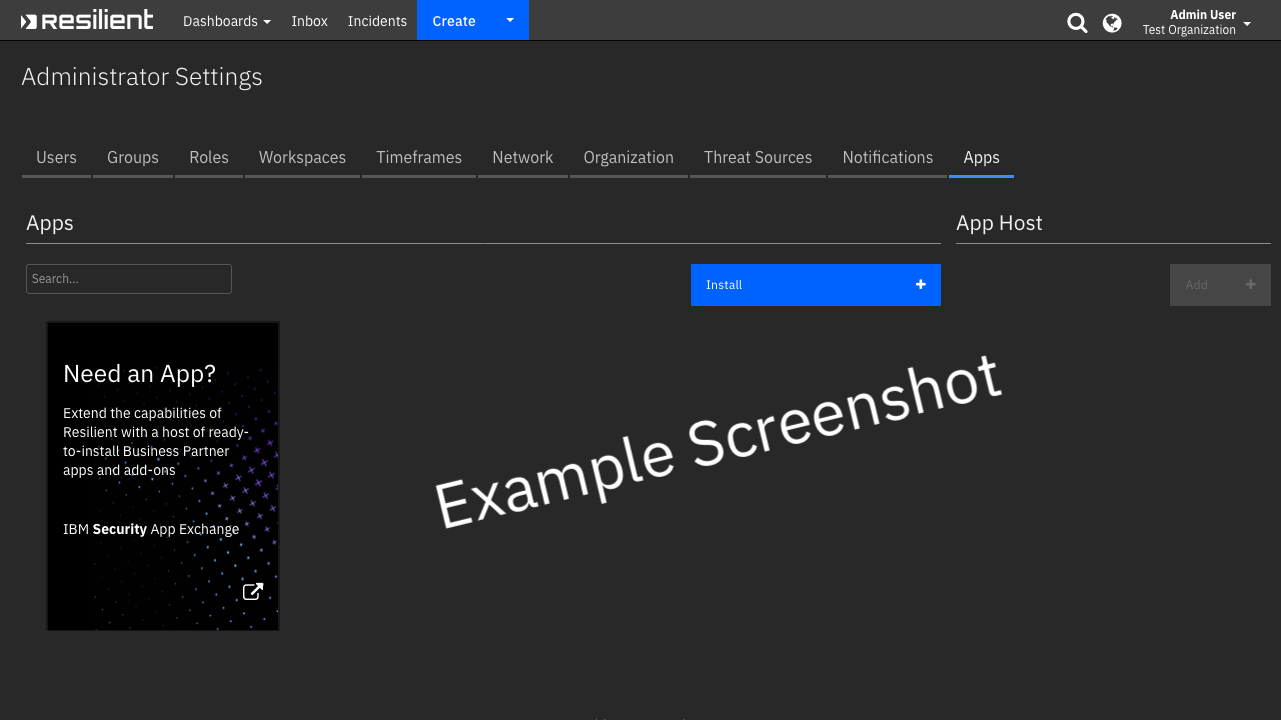 resilient
Dashboards Inbox Incidents Create
Admin User
Test Organization
Administrator Settings
Users Groups Roles Workspaces Timeframes Network Organization Threat Sources Notifications Apps
Apps
App Host
Search...
Install
Add
Need an App?
Extend the capabilities of
Resilient with a host of ready-
to-install Business Partner
apps and add-ons
IBM Security App Exchange
Example Screenshot